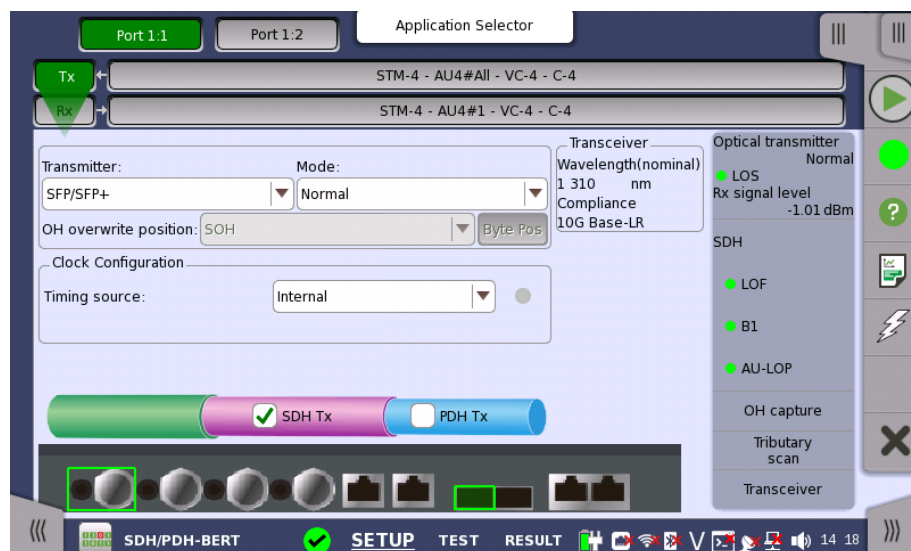 Application Selector
Port 1:1
Port 1:2
Tx
STM-4 - AU4#All - VC-4 - C-4
Rx
STM-4 - AU4#1 - VC-4 - C-4
Transmitter:
Mode:
SFP/SFP+
Normal
OH overwrite position:
SOH
Byte Pos
Clock Configuration
Timing source:
Internal
Transceiver
Wavelength(nominal)
1 310 nm
Compliance
10G Base-LR
Optical transmitter
Normal
LOS
Rx signal level
-1.01 dBm
SDH
LOF
B1
AU-LOP
OH capture
Tributary
scan
Transceiver
SDH Tx
PDH Tx
SDH/PDH-BERT
SETUP
TEST
RESULT
14 18